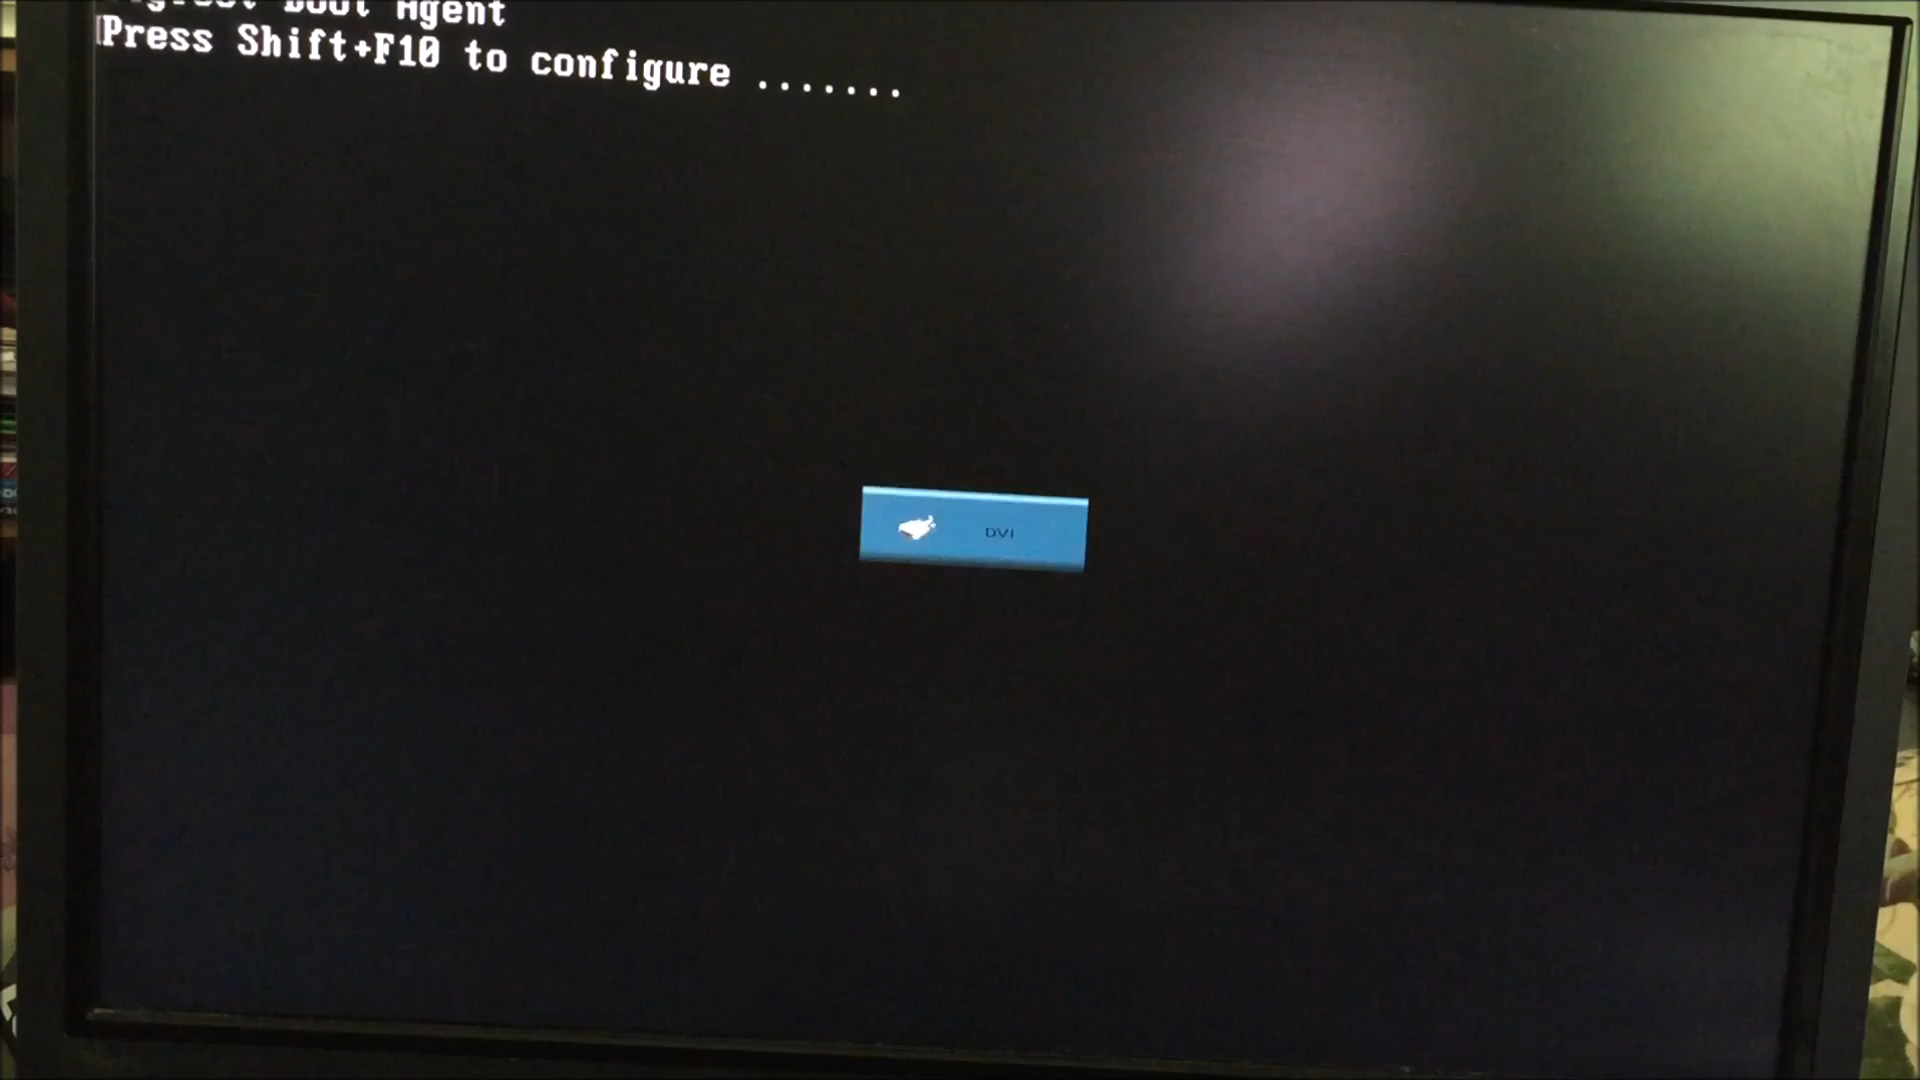 Boot Agent
Press Shift+F10 to configure .......
DVI